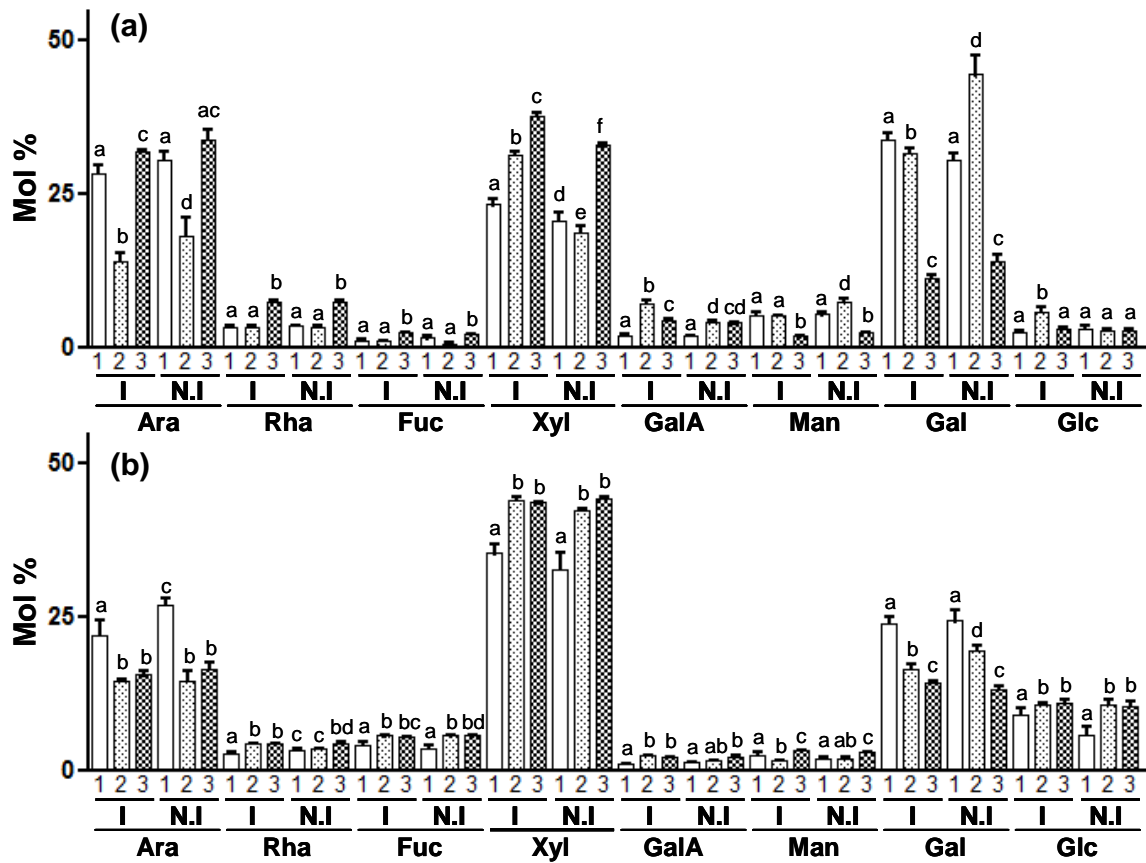 (a)
50
Mol %
25
0
a b c a d ac a a b a a b a a b a a b a b c d e f a b c a d cd a a b a d b a b c a d c a b a a a a
1 2 3 1 2 3 1 2 3 1 2 3 1 2 3 1 2 3 1 2 3 1 2 3 1 2 3 1 2 3 1 2 3 1 2 3 1 2 3 1 2 3 1 2 3 1 2 3
I N.I I N.I I N.I I N.I I N.I I N.I I N.I I N.I
Ara Rha Fuc Xyl GalA Man Gal Glc
(b)
50
Mol %
25
0
a b b c b b a b b c c bd a b bc a b bd a b b a b b a b b a ab b a b c a ab c a b c a d c a b b a b b
1 2 3 1 2 3 1 2 3 1 2 3 1 2 3 1 2 3 1 2 3 1 2 3 1 2 3 1 2 3 1 2 3 1 2 3 1 2 3 1 2 3 1 2 3 1 2 3
I N.I I N.I I N.I I N.I I N.I I N.I I N.I I N.I
Ara Rha Fuc Xyl GalA Man Gal Glc